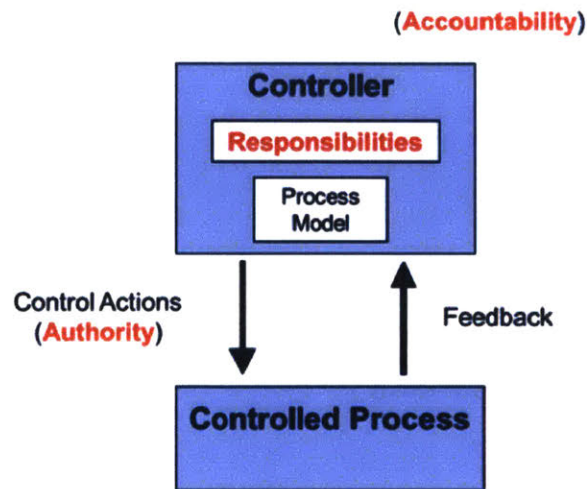 (Accountability)
Controller
Responsibilities
Process
Model
Control Actions
(Authority)
Feedback
Controlled Process